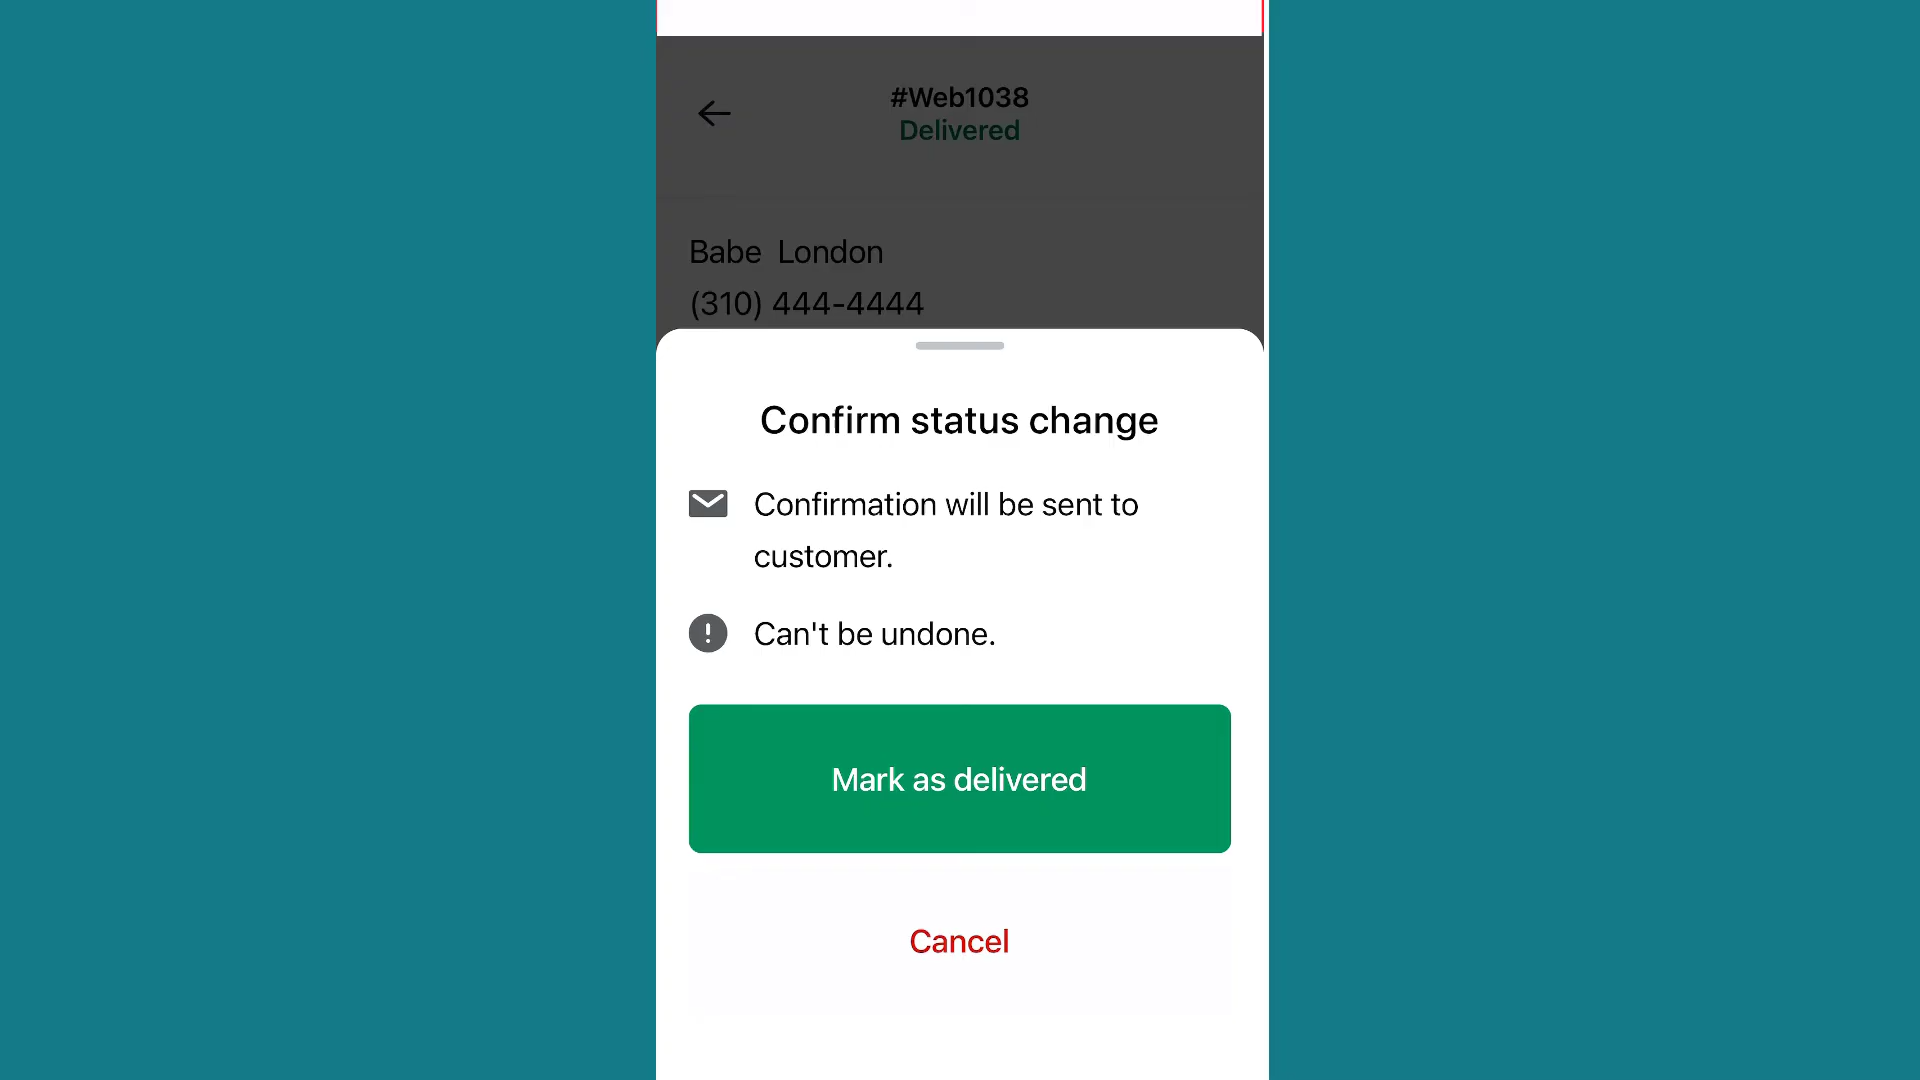 #Web1038
Delivered
Babe London
(310) 444-4444
Confirm status change
Confirmation will be sent to
customer.
Can't be undone.
Mark as delivered
Cancel